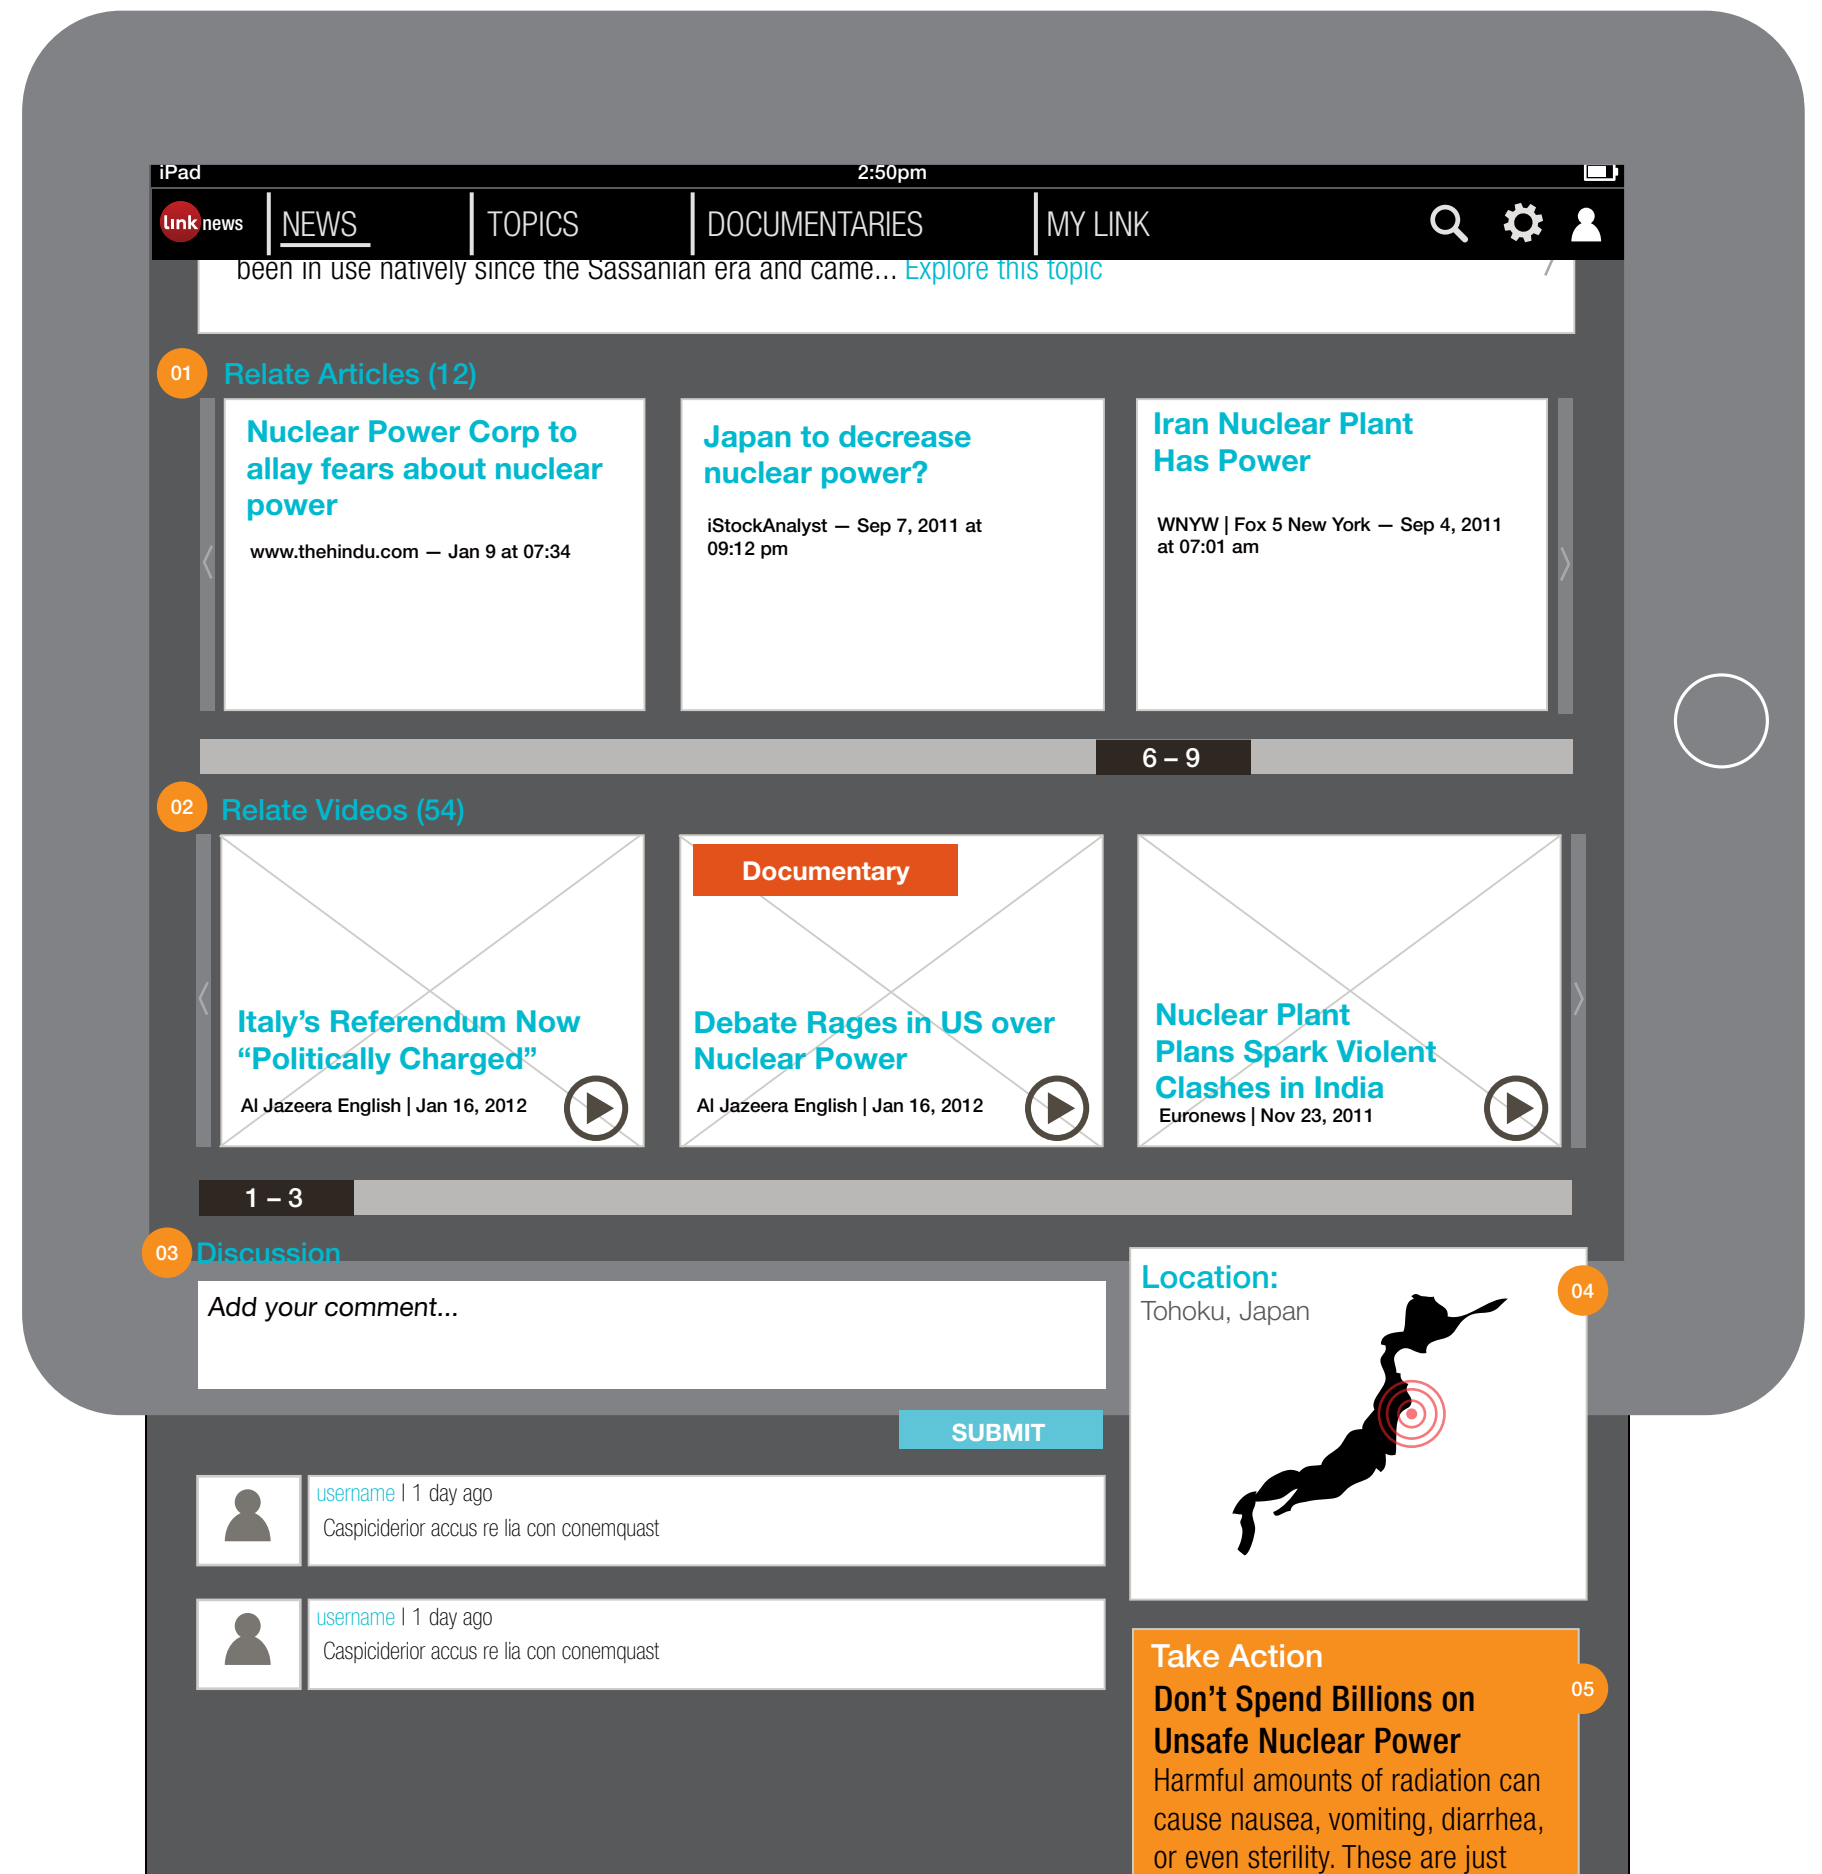 iPad
2:50pm
link news
NEWS
TOPICS
DOCUMENTARIES
MY LINK
been in use natively since the Sassanian era and came... Explore this topic
01
Relate Articles (12)
Nuclear Power Corp to
allay fears about nuclear
power
www.thehindu.com — Jan 9 at 07:34
Japan to decrease
nuclear power?
iStockAnalyst — Sep 7, 2011 at
09:12 pm
Iran Nuclear Plant
Has Power
WNYW | Fox 5 New York — Sep 4, 2011
at 07:01 am
6 – 9
02
Relate Videos (54)
Italy’s Referendum Now
“Politically Charged”
Al Jazeera English | Jan 16, 2012
Documentary
Debate Rages in US over
Nuclear Power
Al Jazeera English | Jan 16, 2012
Nuclear Plant
Plans Spark Violent
Clashes in India
Euronews | Nov 23, 2011
1 – 3
03
Discussion
Add your comment...
SUBMIT
username | 1 day ago
Caspiciderior accus re lia con conemquast
username | 1 day ago
Caspiciderior accus re lia con conemquast
Location:
Tohoku, Japan
04
Take Action
05
Don’t Spend Billions on
Unsafe Nuclear Power
Harmful amounts of radiation can
cause nausea, vomiting, diarrhea,
or even sterility. These are just